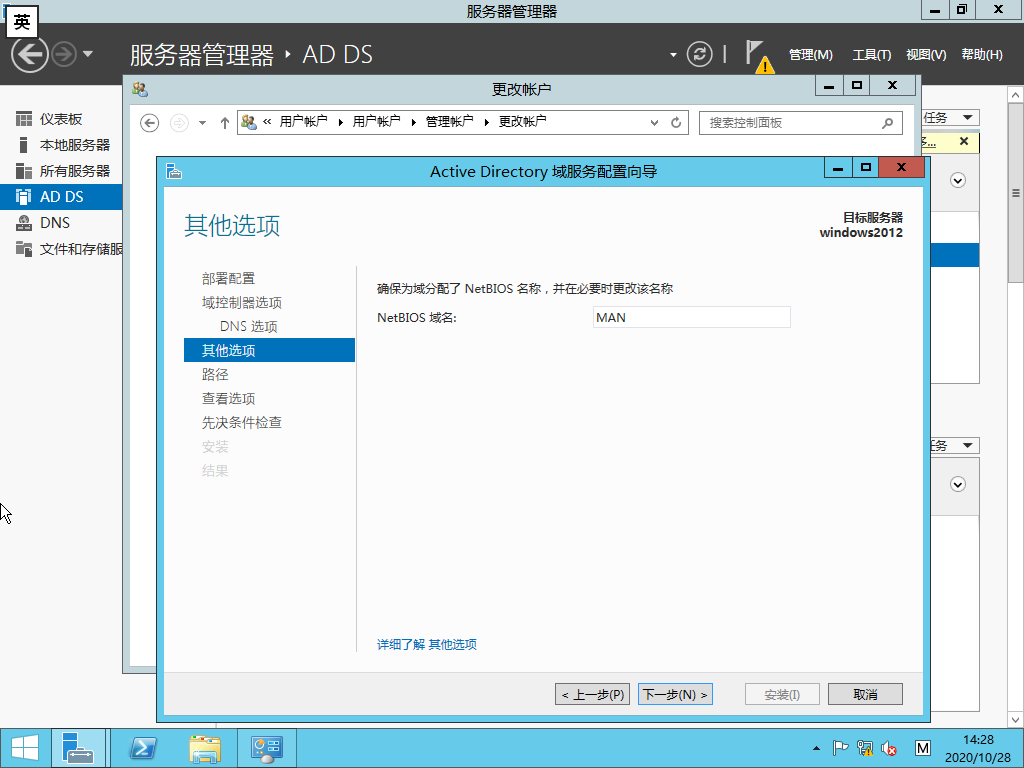 服务器管理器
英
服务器管理器 ‣ AD DS
管理(M) 工具(T) 视图(V) 帮助(H)
更改帐户
« 用户帐户 ▸ 用户帐户 ▸ 管理帐户 ▸ 更改帐户
搜索控制面板
仪表板
本地服务器
所有服务器
AD DS
DNS
文件和存储服
任务
Active Directory 域服务配置向导
其他选项
目标服务器
windows2012
部署配置
域控制器选项
DNS 选项
其他选项
路径
查看选项
先决条件检查
安装
结果
确保为域分配了 NetBIOS 名称，并在必要时更改该名称
NetBIOS 域名:
MAN
任务
详细了解 其他选项
< 上一步(P)
下一步(N) >
安装(I)
取消
M
14:28
2020/10/28